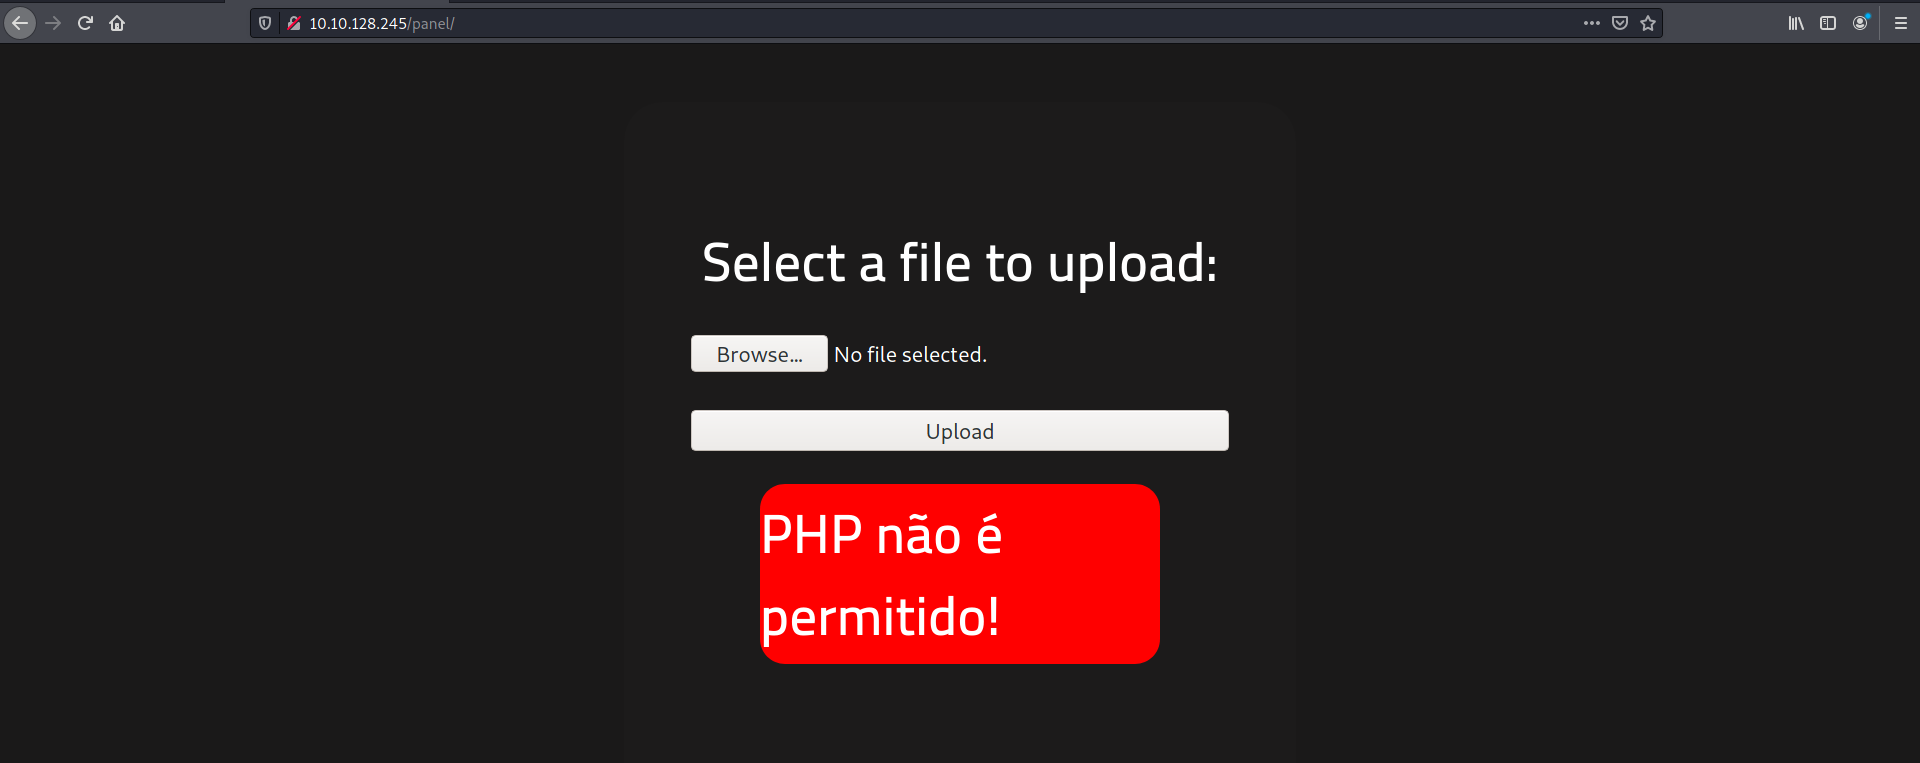 10.10.128.245/panel/
Select a file to upload:
Browse... No file selected.
Upload
PHP não é
permitido!